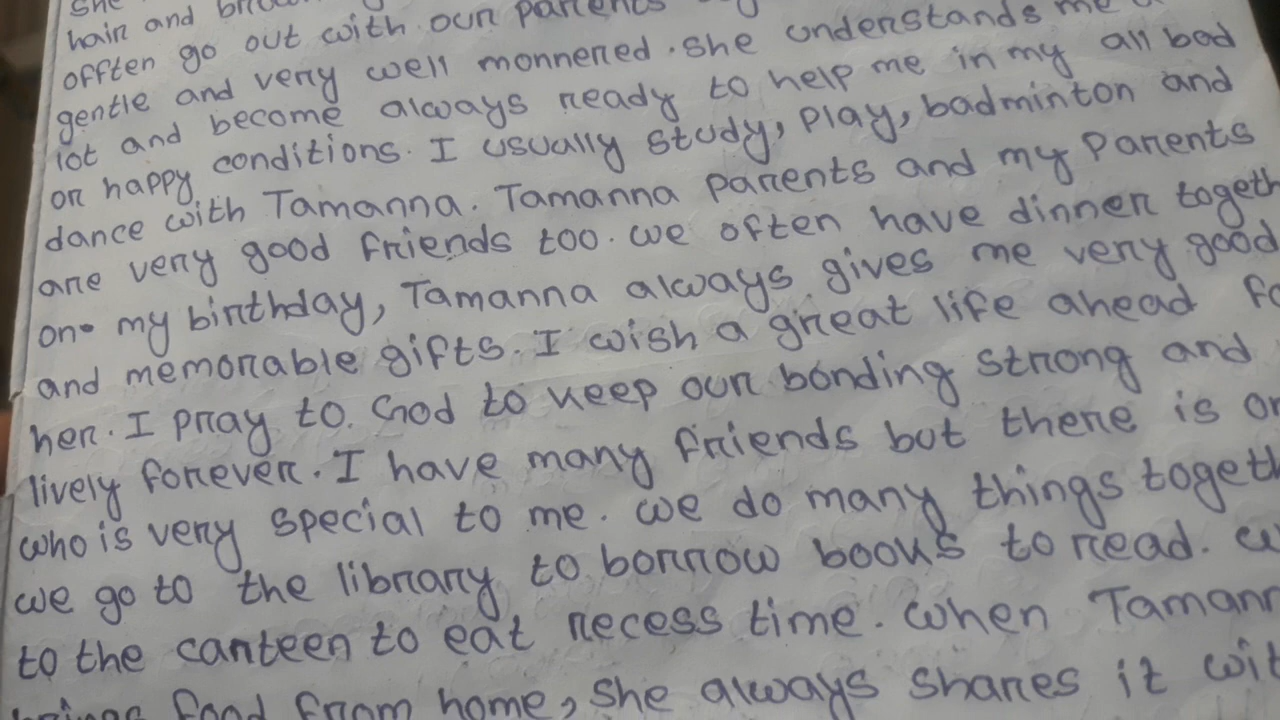 she
hair and
offten go out with our parents
gentle and very well monnered. she understands me a
lot and become always ready to help me in my all bad
or happy conditions. I usually study, play, badminton and
dance with Tamanna. Tamanna parents and my parents
are very good friends too. we often have dinner togeth
on my birthday, Tamanna always gives me very good
and memorable gifts. I wish a great life ahead fo
her. I pray to. God to keep our bonding strong and
lively forever. I have many friends but there is on
who is very special to me. we do many things togeth
we go to the library to borrow books to read. w
to the canteen to eat recess time. when Tamann
brings food from home, she always shares it wit